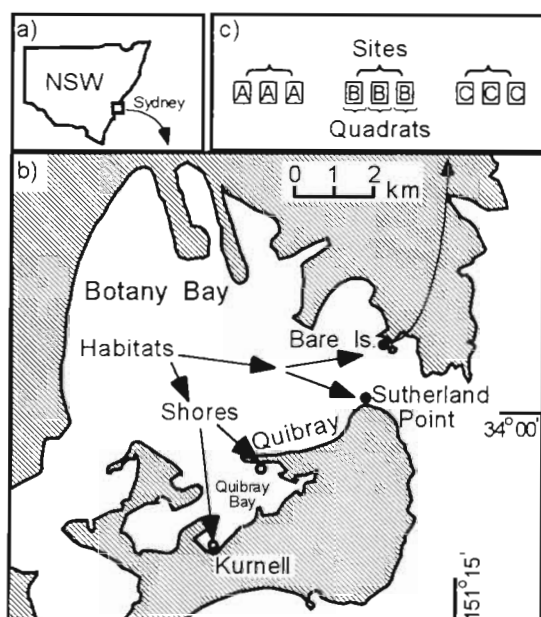 a)
NSW
Sydney
c)
Sites
A A A B B B C C C
Quadrats
b)
0 1 2
km
Botany Bay
Bare Is.
Habitats
Sutherland
Point
Shores
Quibray
34°00'
Quibray
Bay
Kurnell
151°15'